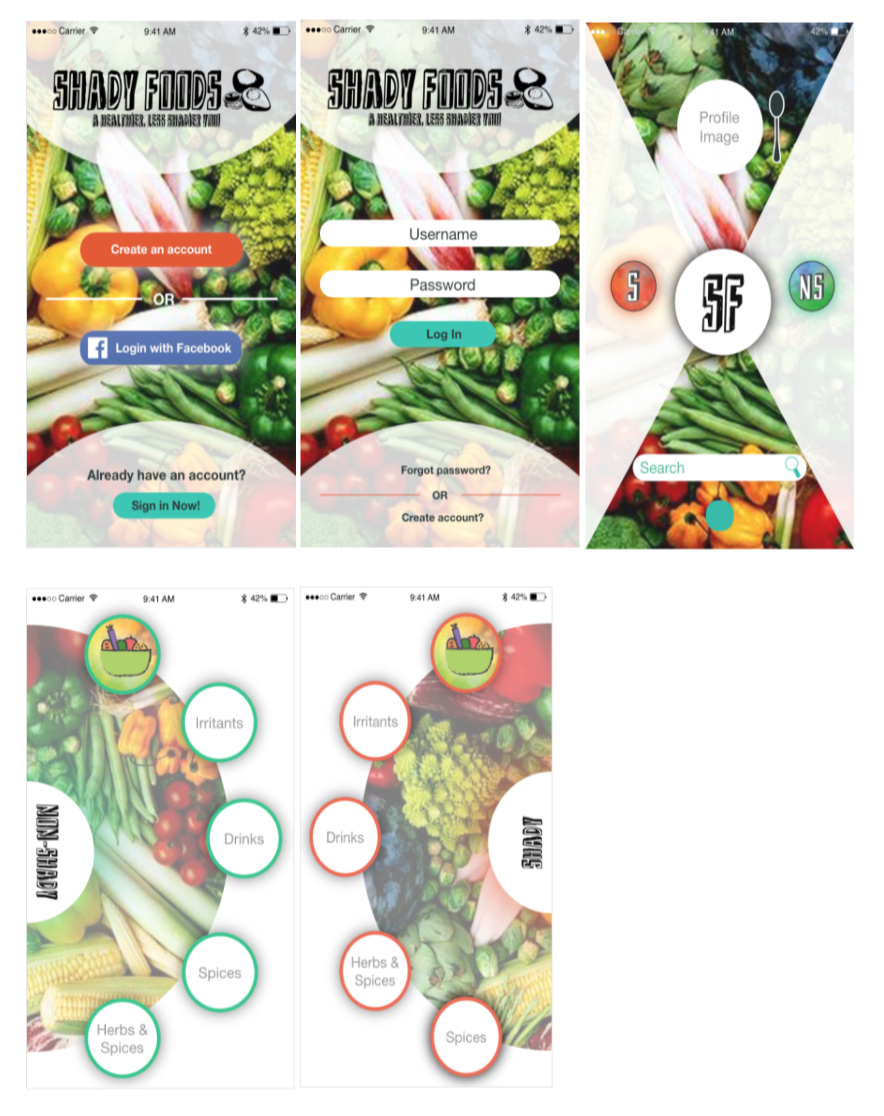 ●●●○○ Carrier 9:41 AM 42%
SHADY FOODS
A HEALTHIER, LESS SHADIER YOU!
Create an account
OR
Login with Facebook
Already have an account?
Sign in Now!
●●●○○ Carrier 9:41 AM 42%
SHADY FOODS
A HEALTHIER, LESS SHADIER YOU!
Username
Password
Log In
Forgot password?
OR
Create account?
Carrier 9:41 AM 42%
Profile
Image
S
SF
NS
Search
●●●○○ Carrier 9:41 AM 42%
Irritants
NON-SHADY
Drinks
Spices
Herbs &
Spices
●●●○○ Carrier 9:41 AM 42%
Irritants
Drinks
SHADY
Herbs &
Spices
Spices